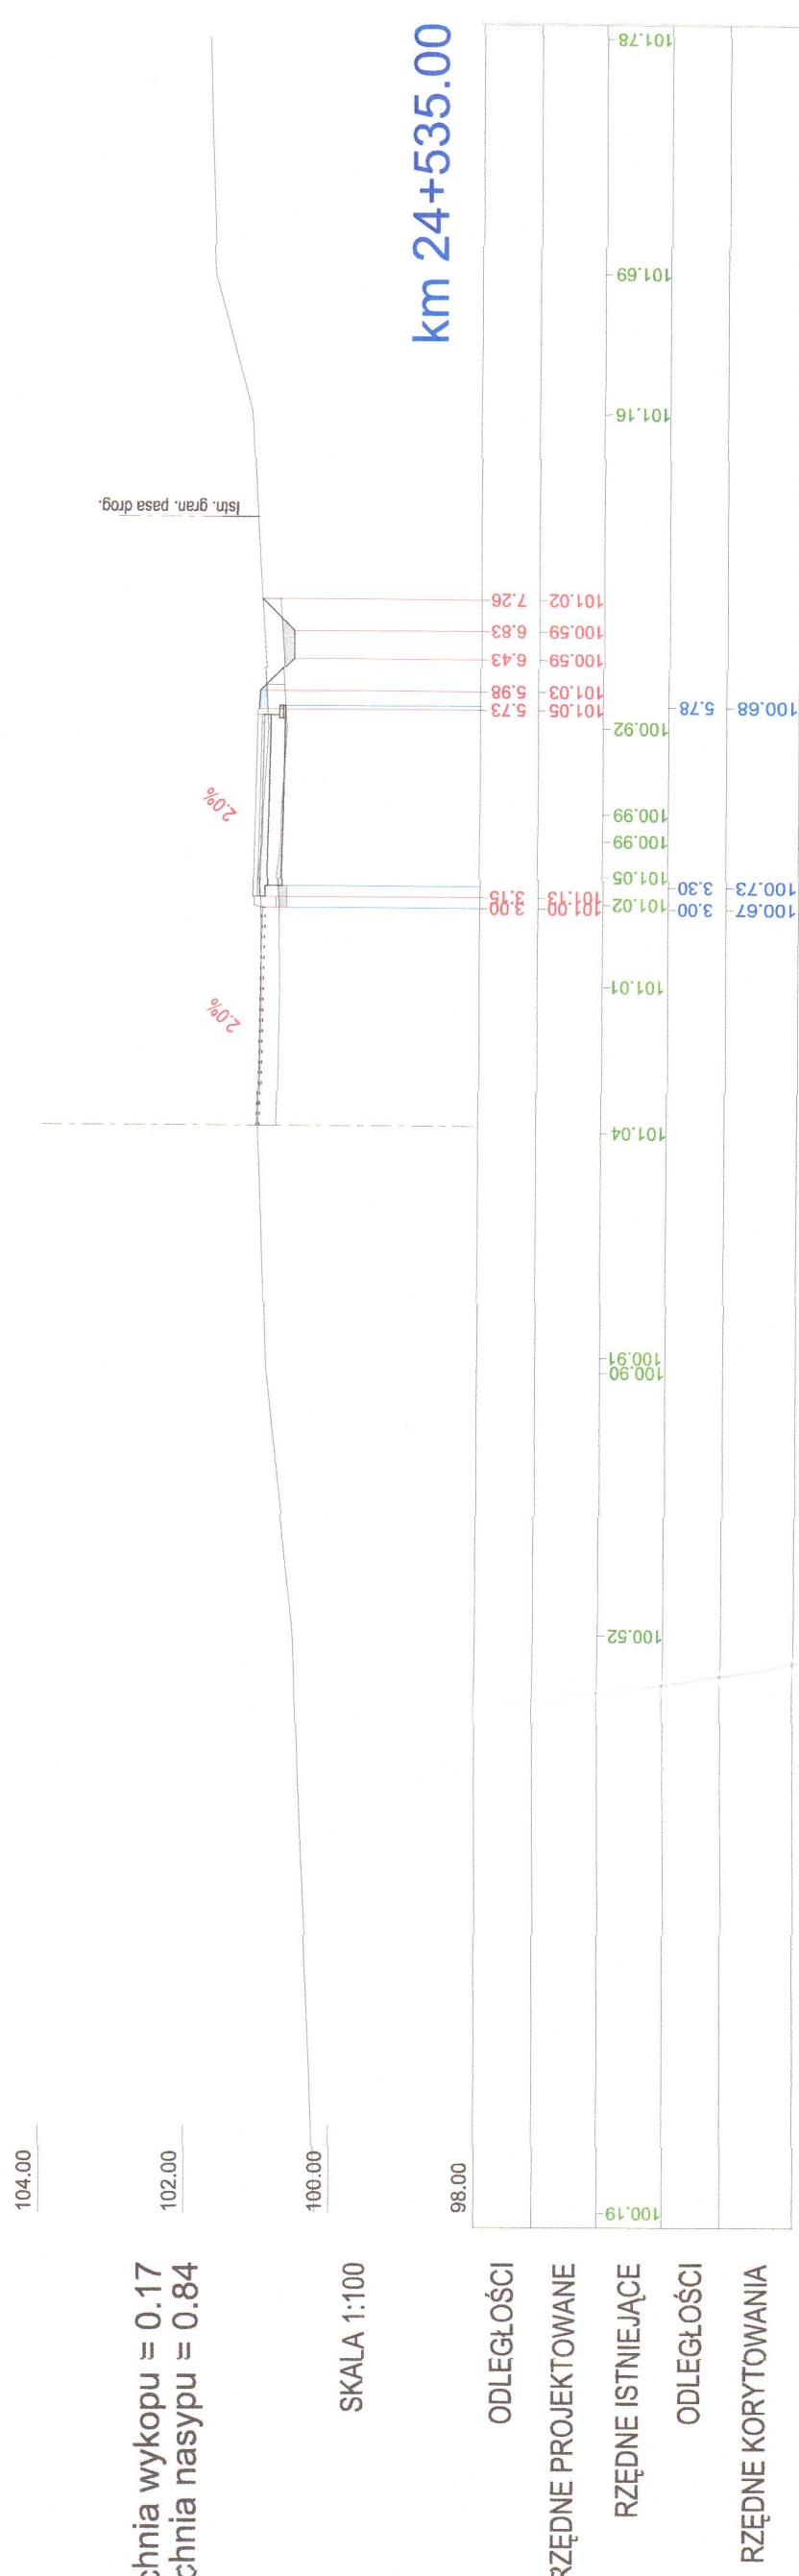 km 24+535.00
wykopu = 0.17
nasypu = 0.84
104.00
102.00
100.00
98.00
SKALA 1:100
Istn. gran. pasa drog.
2.0%
2.0%
ODLEGŁOŚCI
3.00 3.15 5.73 5.98 6.43 6.83 7.26
RZĘDNE PROJEKTOWANE
101.00 101.13 101.05 101.03 100.59 100.59 101.02
RZĘDNE ISTNIEJĄCE
100.19 100.52 100.90 100.91 101.04 101.01 101.02 101.05 100.99 100.99 100.92 101.16 101.69 101.78
ODLEGŁOŚCI
3.00 3.30 5.78
RZĘDNE KORYTOWANIA
100.67 100.73 100.68